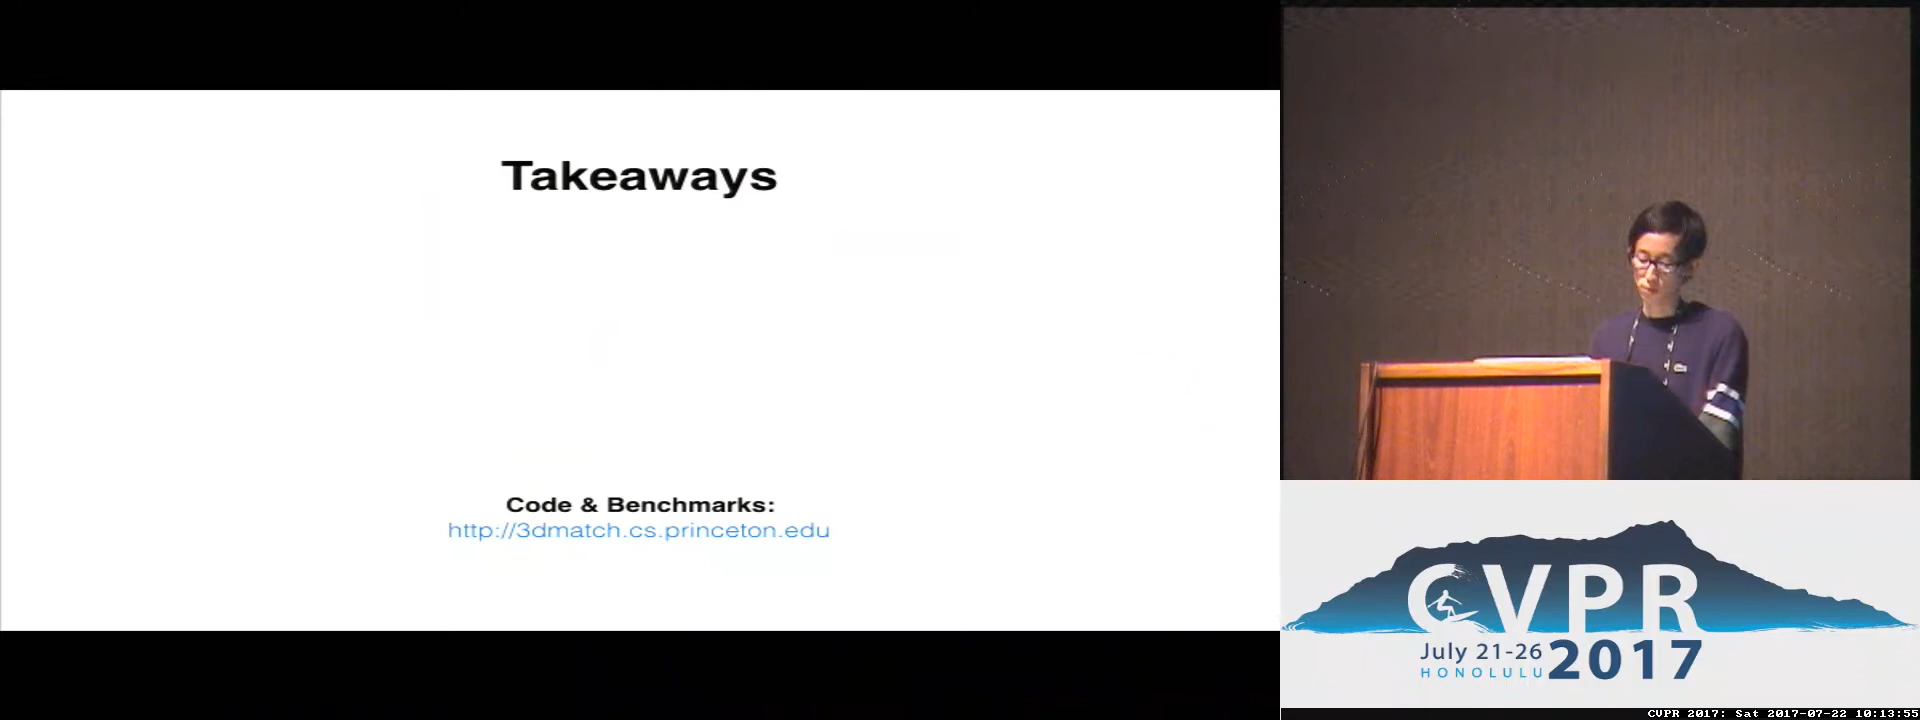 Takeaways
Code & Benchmarks:
http://3dmatch.cs.princeton.edu
CVPR
July 21-26
HONOLULU
2017
CVPR 2017: Sat 2017-07-22 10:13:55